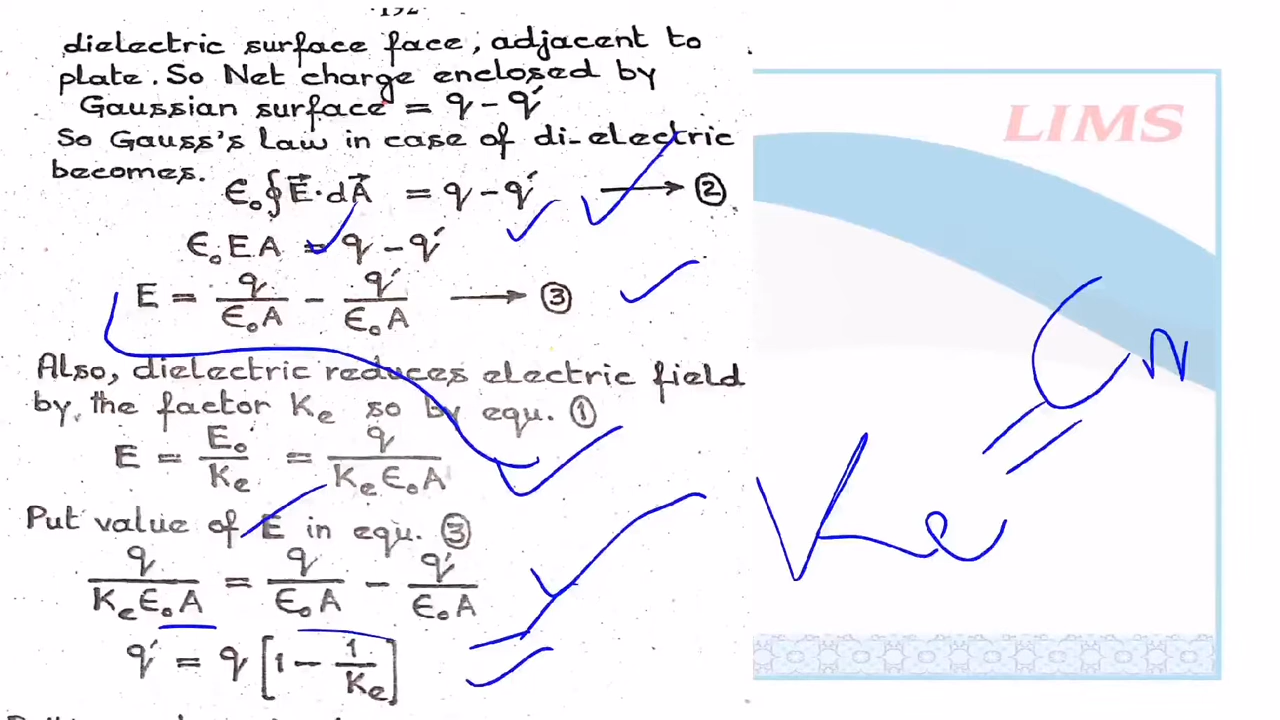 192
dielectric surface face, adjacent to
plate. So Net charge enclosed by
Gaussian surface = q - q′
So Gauss's Law in case of di-electric
becomes.
ϵ₀∮E⃗·dA⃗ = q - q′ → ②
ϵ₀EA = q - q′
E = q/ϵ₀A - q′/ϵ₀A → ③
Also, dielectric reduces electric field
by, the factor Ke so by equ. ①
E = E₀/Ke = q/Keϵ₀A
Put value of E in equ. ③
q/Keϵ₀A = q/ϵ₀A - q′/ϵ₀A
q′ = q[1 - 1/Ke]
LIMS
Ke =